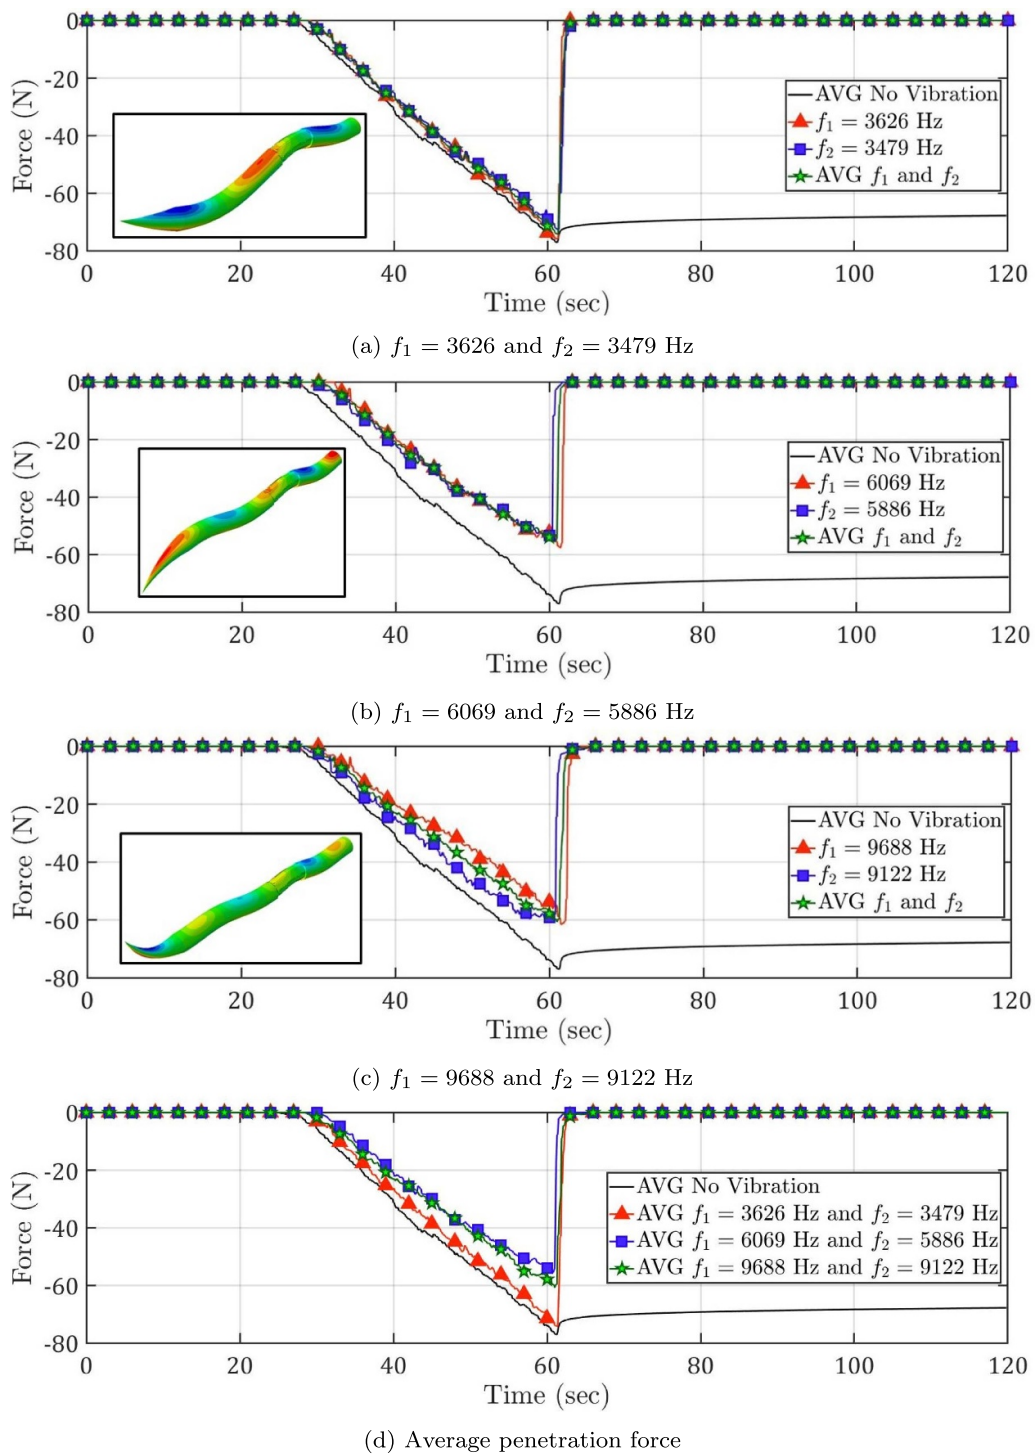 0
-20
-40
-60
-80
Force (N)
AVG No Vibration
f₁ = 3626 Hz
f₂ = 3479 Hz
AVG f₁ and f₂
0 20 40 60 80 100 120
Time (sec)
(a) f₁ = 3626 and f₂ = 3479 Hz
0
-20
-40
-60
-80
Force (N)
AVG No Vibration
f₁ = 6069 Hz
f₂ = 5886 Hz
AVG f₁ and f₂
0 20 40 60 80 100 120
Time (sec)
(b) f₁ = 6069 and f₂ = 5886 Hz
0
-20
-40
-60
-80
Force (N)
AVG No Vibration
f₁ = 9688 Hz
f₂ = 9122 Hz
AVG f₁ and f₂
0 20 40 60 80 100 120
Time (sec)
(c) f₁ = 9688 and f₂ = 9122 Hz
0
-20
-40
-60
-80
Force (N)
AVG No Vibration
AVG f₁ = 3626 Hz and f₂ = 3479 Hz
AVG f₁ = 6069 Hz and f₂ = 5886 Hz
AVG f₁ = 9688 Hz and f₂ = 9122 Hz
0 20 40 60 80 100 120
Time (sec)
(d) Average penetration force